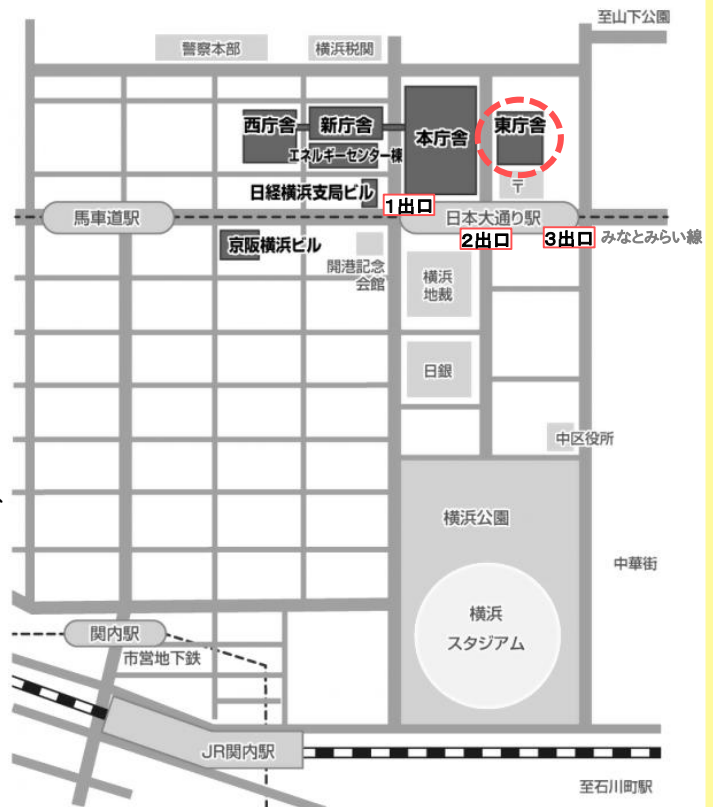 至山下公園
警察本部
横浜税関
西庁舎
新庁舎
本庁舎
東庁舎
エネルギーセンター棟
〒
日経横浜支局ビル
1出口
馬車道駅
日本大通り駅
2出口
3出口
みなとみらい線
京阪横浜ビル
開港記念
会館
横浜
地裁
日銀
中区役所
横浜公園
中華街
横浜
スタジアム
関内駅
市営地下鉄
JR関内駅
至石川町駅